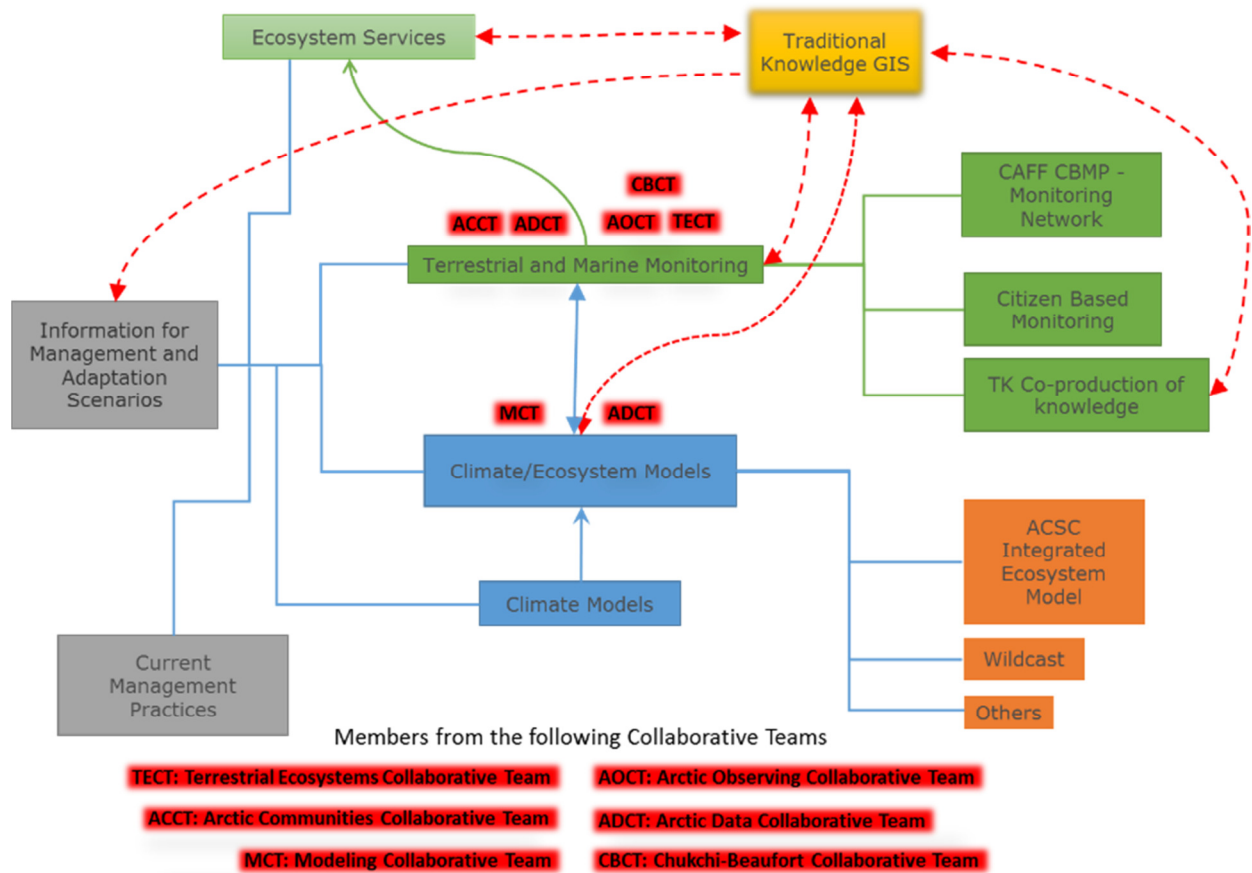 Ecosystem Services
Traditional
Knowledge GIS
CBCT
ACCT ADCT AOCT TECT
CAFF CBMP -
Monitoring
Network
Terrestrial and Marine Monitoring
Citizen Based
Monitoring
Information for
Management and
Adaptation
Scenarios
TK Co-production of
knowledge
MCT ADCT
Climate/Ecosystem Models
ACSC
Integrated
Ecosystem
Model
Climate Models
Wildcast
Current
Management
Practices
Others
Members from the following Collaborative Teams
TECT: Terrestrial Ecosystems Collaborative Team
AOCT: Arctic Observing Collaborative Team
ACCT: Arctic Communities Collaborative Team
ADCT: Arctic Data Collaborative Team
MCT: Modeling Collaborative Team
CBCT: Chukchi-Beaufort Collaborative Team